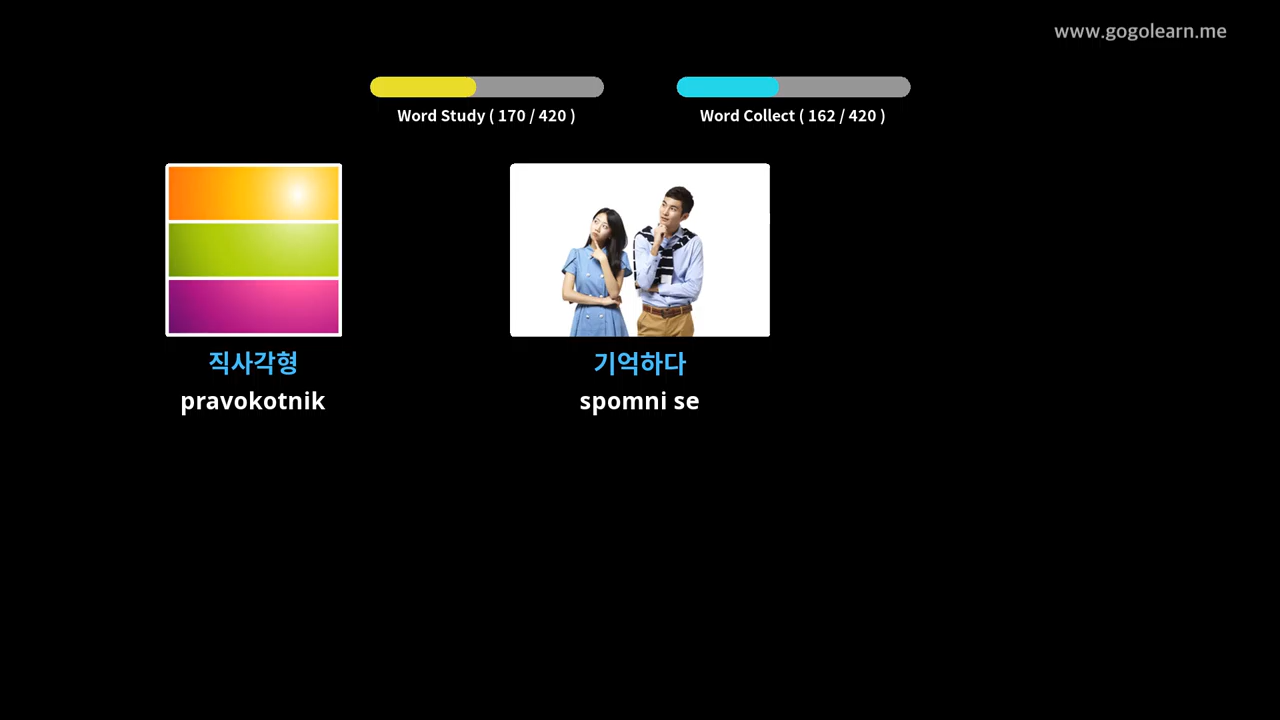 www.gogolearn.me
Word Study ( 170 / 420 )
Word Collect ( 162 / 420 )
직사각형
pravokotnik
기억하다
spomni se